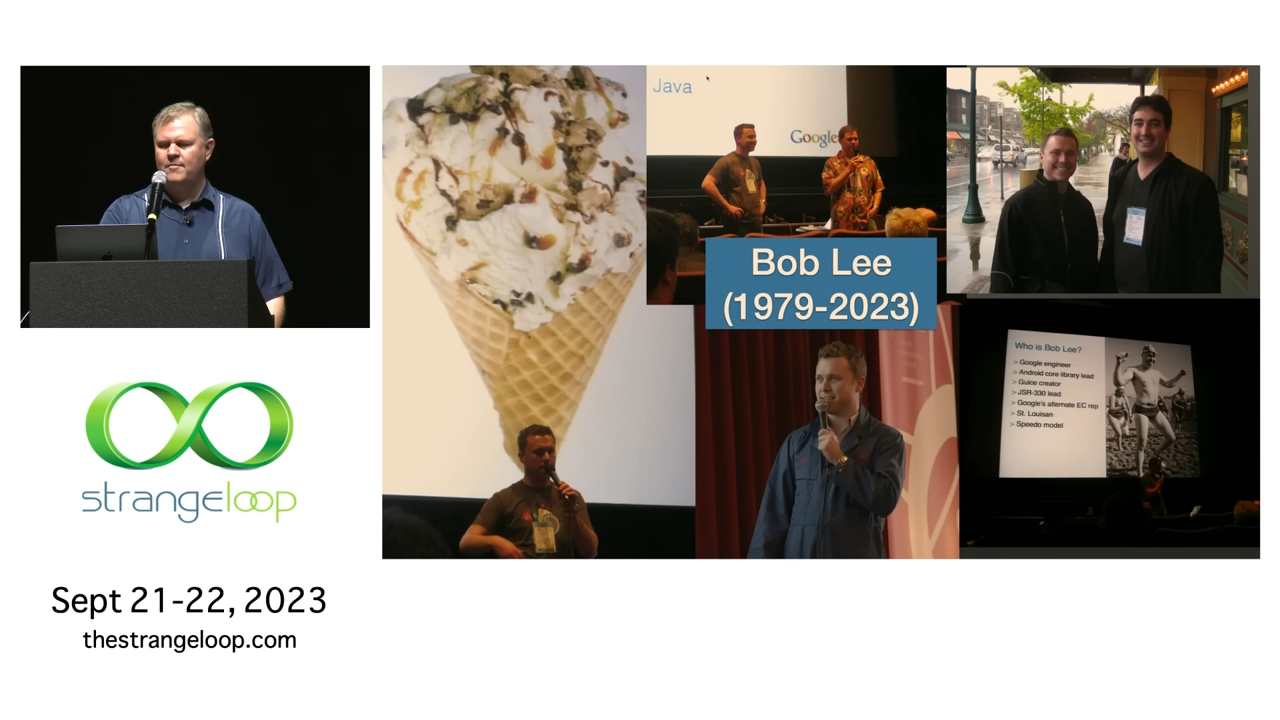 Java
Google
Bob Lee
(1979-2023)
Who is Bob Lee?
> Google engineer
> Android core library lead
> Guice creator
> JSR-330 lead
> Google's alternate EC rep
> St. Louisan
> Speedo model
strangeloop
Sept 21-22, 2023
thestrangeloop.com